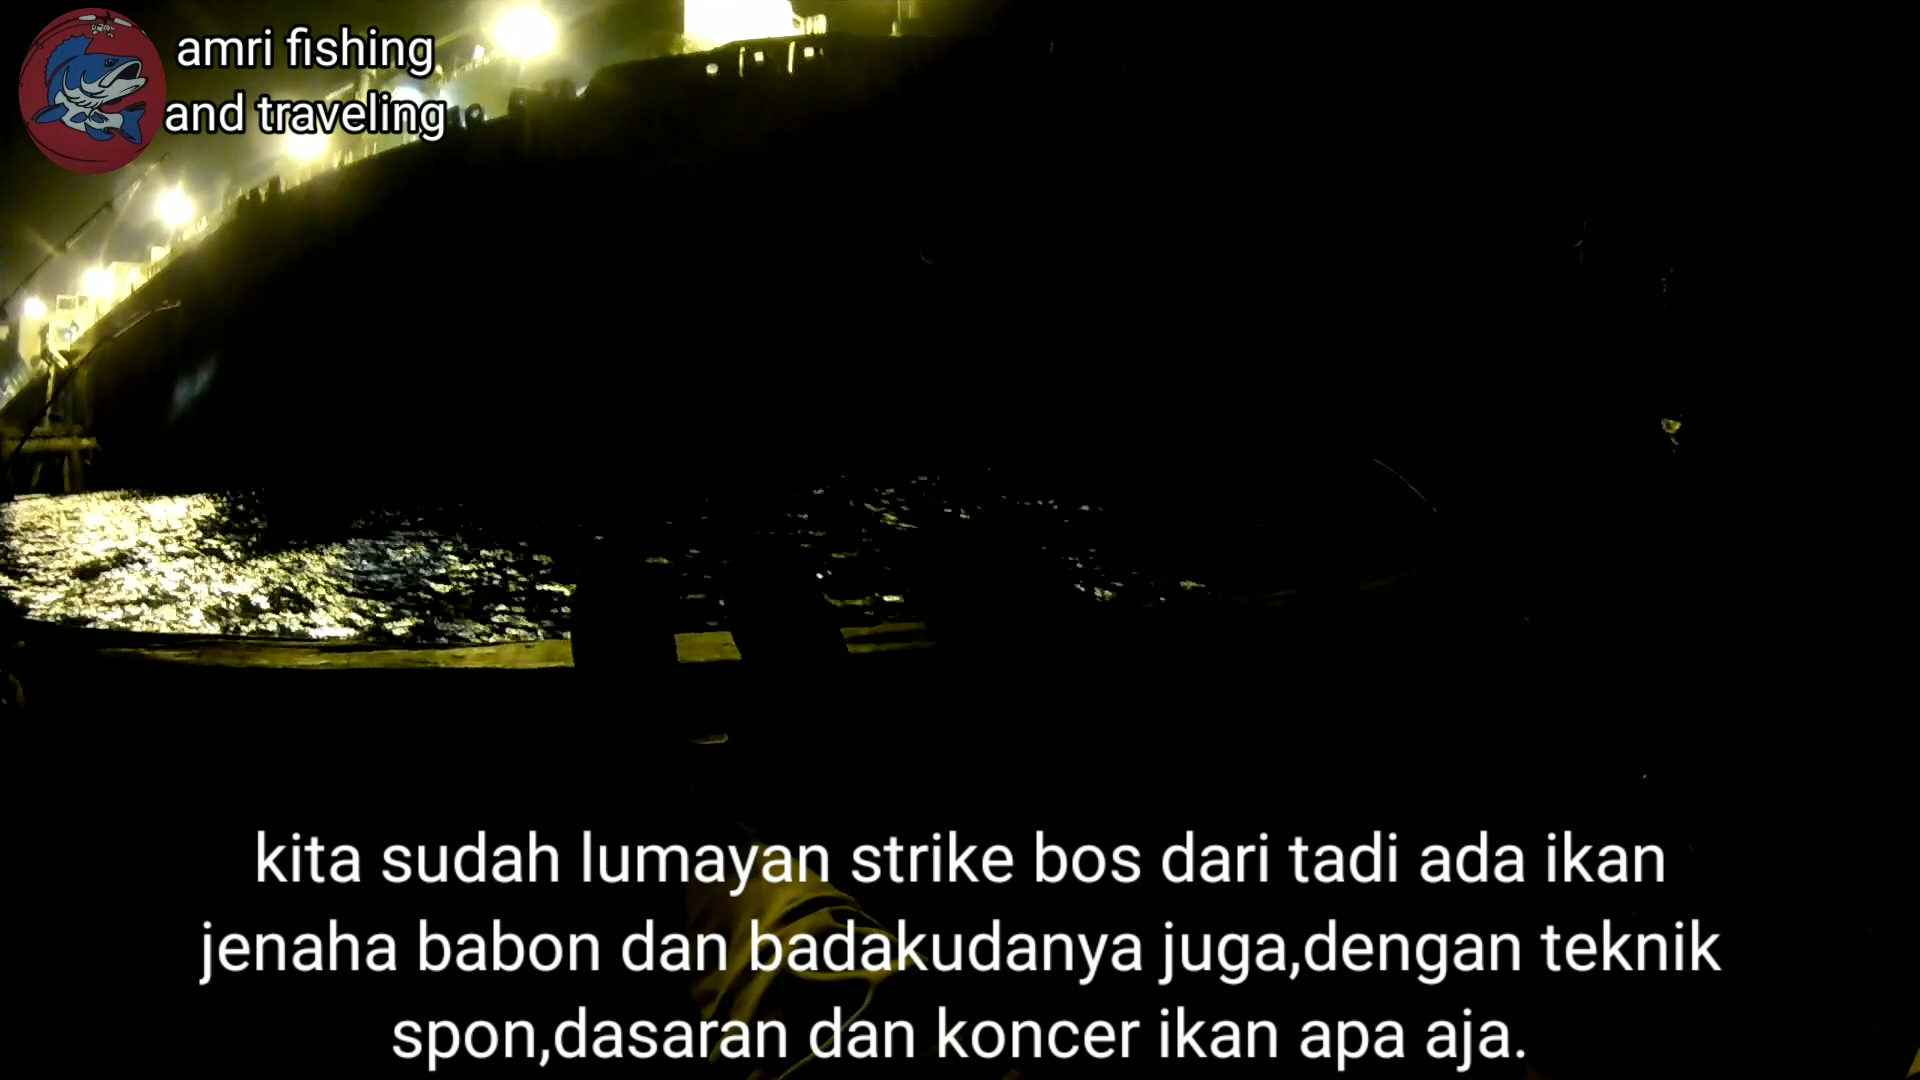 amri fishing
and traveling
kita sudah lumayan strike bos dari tadi ada ikan
jenaha babon dan badakudanya juga,dengan teknik
spon,dasaran dan koncer ikan apa aja.